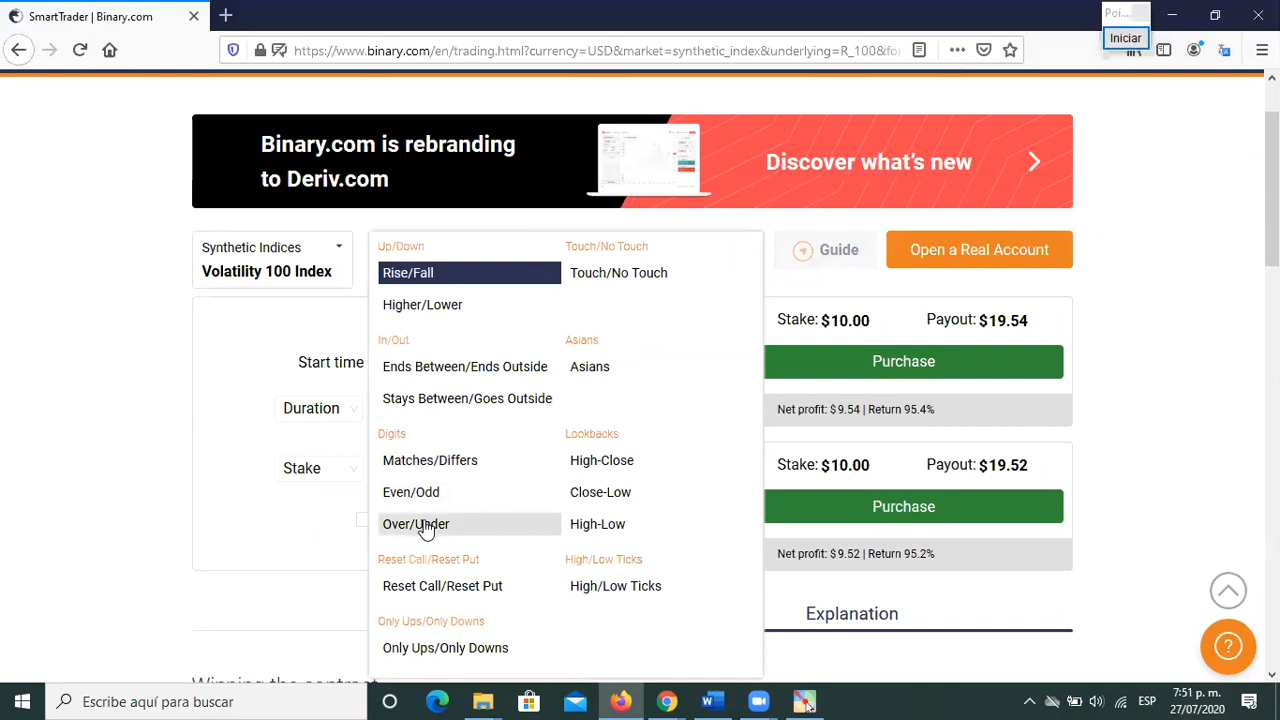 SmartTrader | Binary.com
Poi...
Iniciar
https://www.binary.com/en/trading.html?currency=USD&market=synthetic_index&underlying=R_100&fo
Binary.com is rebranding
to Deriv.com
Discover what's new
Synthetic Indices
Volatility 100 Index
Up/Down
Rise/Fall
Higher/Lower
In/Out
Ends Between/Ends Outside
Stays Between/Goes Outside
Digits
Matches/Differs
Even/Odd
Over/Under
Reset Call/Reset Put
Reset Call/Reset Put
Only Ups/Only Downs
Only Ups/Only Downs
Touch/No Touch
Touch/No Touch
Asians
Asians
Lookbacks
High-Close
Close-Low
High-Low
High/Low Ticks
High/Low Ticks
Guide
Open a Real Account
Start time
Duration
Stake
Stake: $10.00 Payout: $19.54
Purchase
Net profit: $9.54 | Return 95.4%
Stake: $10.00 Payout: $19.52
Purchase
Net profit: $9.52 | Return 95.2%
Explanation
?
Escribe aquí para buscar
ESP
7:51 p. m.
27/07/2020